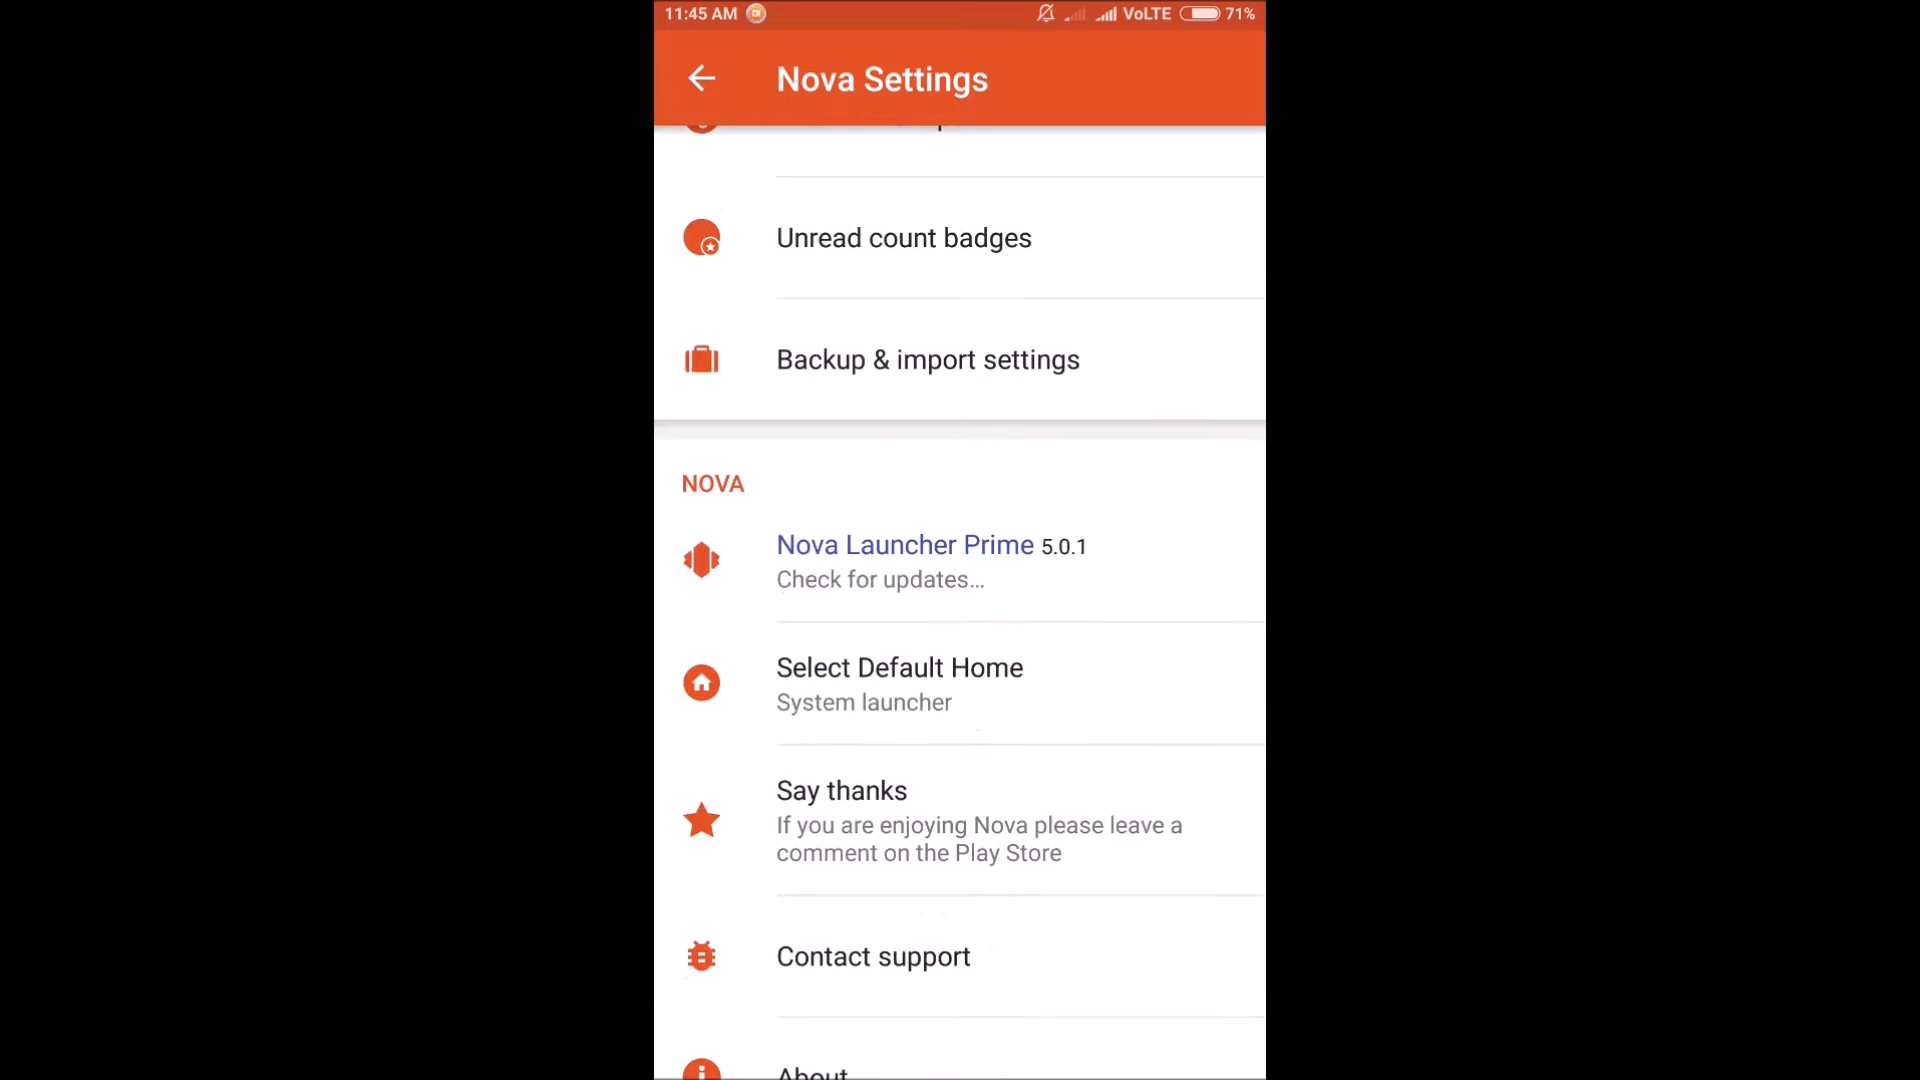 11:45 AM VoLTE 71%
Nova Settings
Unread count badges
Backup & import settings
NOVA
Nova Launcher Prime 5.0.1
Check for updates...
Select Default Home
System launcher
Say thanks
If you are enjoying Nova please leave a
comment on the Play Store
Contact support
About